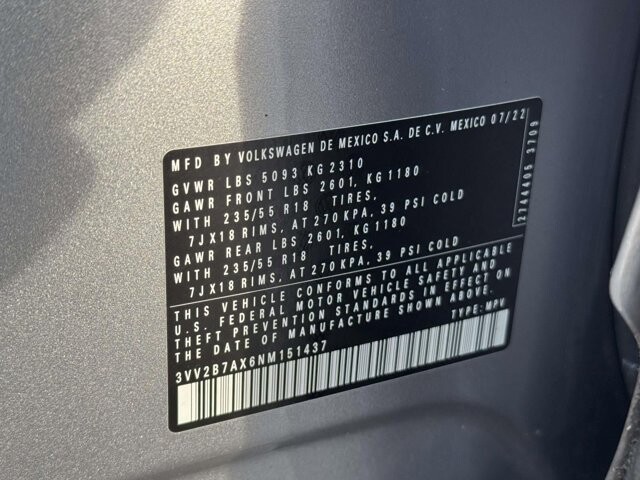 MFD BY VOLKSWAGEN DE MEXICO S.A. DE C.V. MEXICO 07/22
GVWR LBS 5093 KG 2310
GAWR FRONT LBS 2601, KG 1180
WITH 235/55 R18 TIRES,
7JX18 RIMS, AT 270 KPA, 39 PSI COLD
GAWR REAR LBS 2601, KG 1180
WITH 235/55 R18 TIRES,
7JX18 RIMS, AT 270 KPA, 39 PSI COLD
THIS VEHICLE CONFORMS TO ALL APPLICABLE
U.S. FEDERAL MOTOR VEHICLE SAFETY AND
THEFT PREVENTION STANDARDS IN EFFECT ON
THE DATE OF MANUFACTURE SHOWN ABOVE.
TYPE: MPV
3VV2B7AX6NM151437
2744405 3709